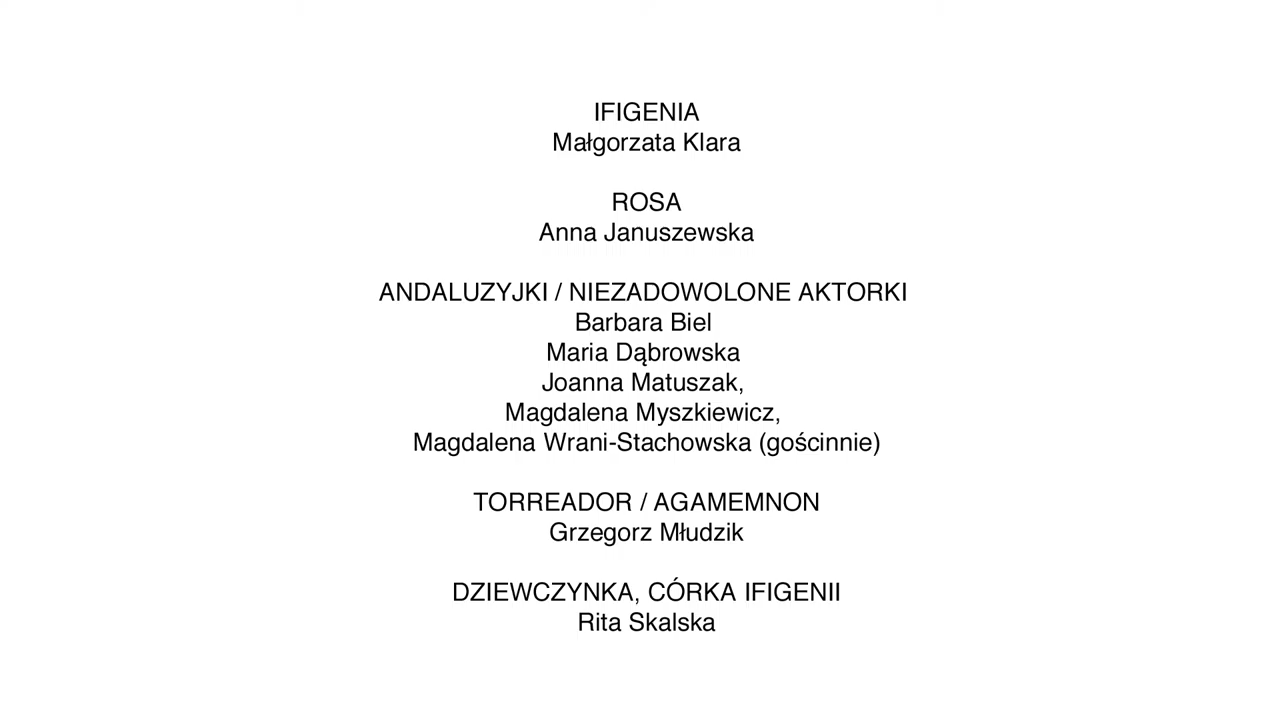 IFIGENIA
Małgorzata Klara
ROSA
Anna Januszewska
ANDALUZYJKI / NIEZADOWOLONE AKTORKI
Barbara Biel
Maria Dąbrowska
Joanna Matuszak,
Magdalena Myszkiewicz,
Magdalena Wrani-Stachowska (gościnnie)
TORREADOR / AGAMEMNON
Grzegorz Młudzik
DZIEWCZYNKA, CÓRKA IFIGENII
Rita Skalska